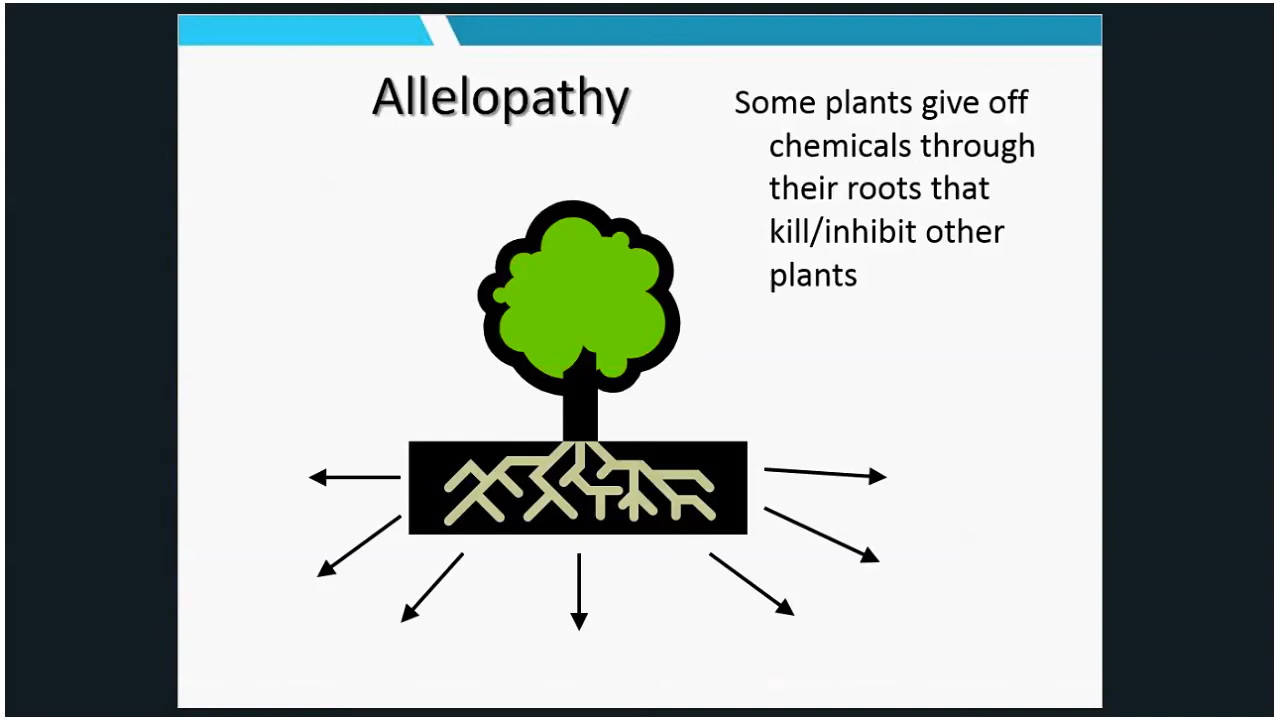 Allelopathy
Some plants give off
chemicals through
their roots that
kill/inhibit other
plants